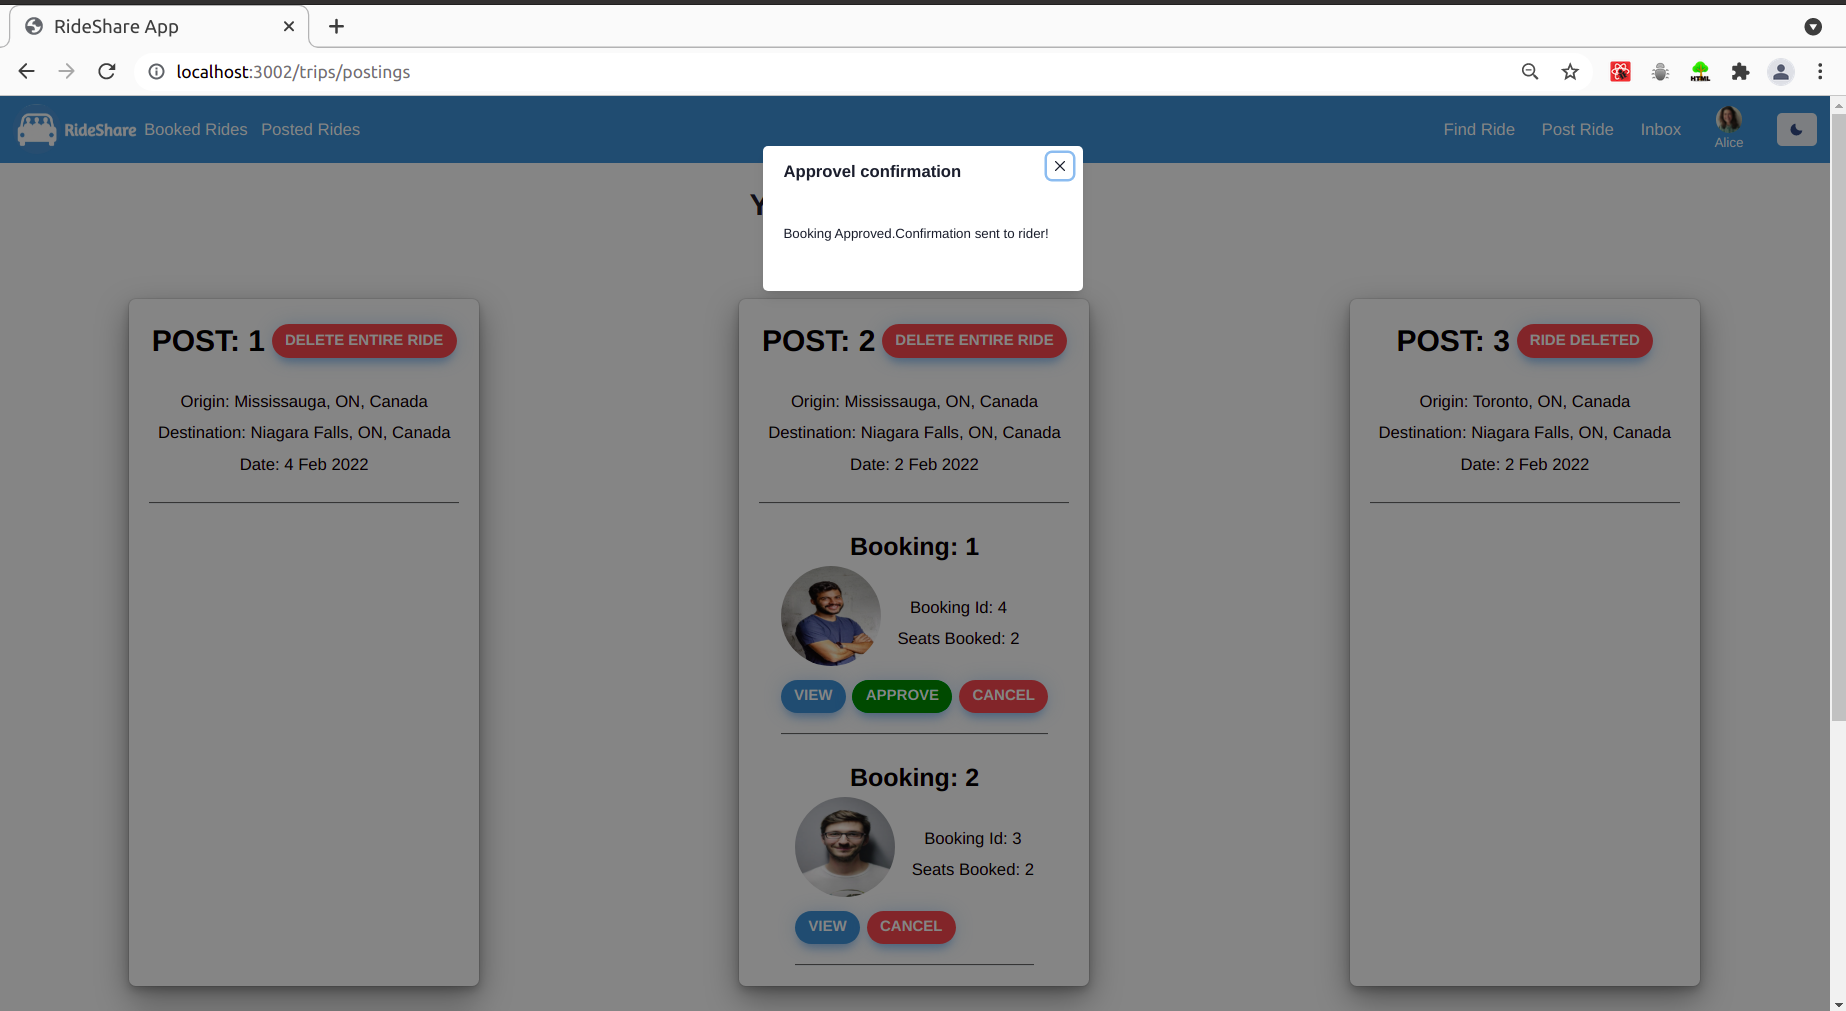 RideShare App
localhost:3002/trips/postings
HTML
RideShare Booked Rides Posted Rides Find Ride Post Ride Inbox Alice
Approvel confirmation
Booking Approved.Confirmation sent to rider!
POST: 1 DELETE ENTIRE RIDE
Origin: Mississauga, ON, Canada
Destination: Niagara Falls, ON, Canada
Date: 4 Feb 2022
POST: 2 DELETE ENTIRE RIDE
Origin: Mississauga, ON, Canada
Destination: Niagara Falls, ON, Canada
Date: 2 Feb 2022
Booking: 1
Booking Id: 4
Seats Booked: 2
VIEW APPROVE CANCEL
Booking: 2
Booking Id: 3
Seats Booked: 2
VIEW CANCEL
POST: 3 RIDE DELETED
Origin: Toronto, ON, Canada
Destination: Niagara Falls, ON, Canada
Date: 2 Feb 2022